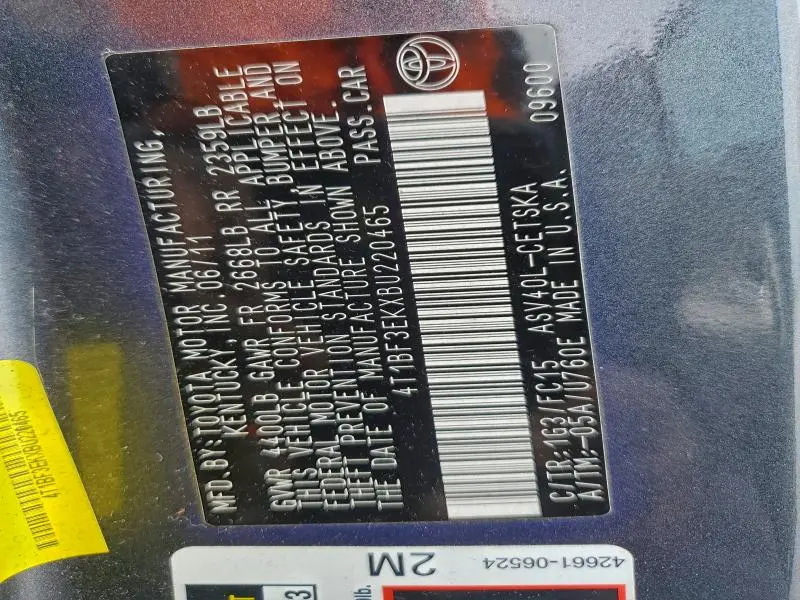 MFD.BY: TOYOTA MOTOR MANUFACTURING,
KENTUCKY, INC. 06/11
GVWR 4400LB GAWR FR 2668LB RR 2359LB
THIS VEHICLE CONFORMS TO ALL APPLICABLE
FEDERAL MOTOR VEHICLE SAFETY, BUMPER AND
THEFT PREVENTION STANDARDS IN EFFECT ON
THE DATE OF MANUFACTURE SHOWN ABOVE.
4T1BF3EKXBU220465 PASS.CAR
C/TR:1G3/FC15 ASV40L-CETSKA
A/TM:-05A/U760E MADE IN U.S.A. 09600
4T1BF3EKXBU220465
42661-06524
2M